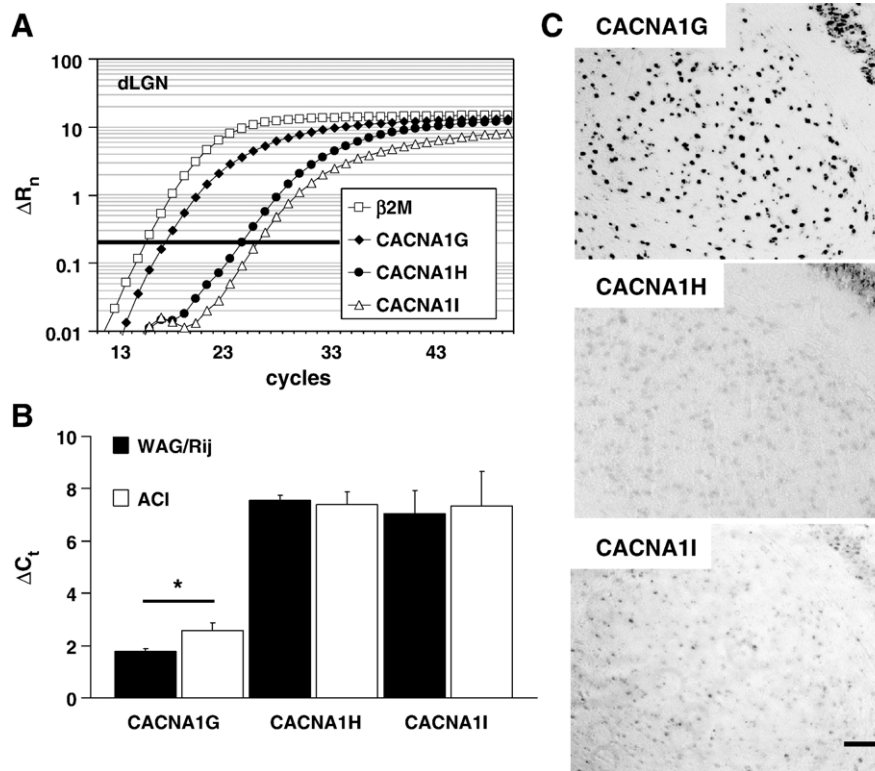 A
100
10
1
0.1
0.01
ΔRn
dLGN
β2M
CACNA1G
CACNA1H
CACNA1I
13 23 33 43
cycles
B
10
8
6
4
2
0
ΔCt
WAG/Rij
ACI
*
CACNA1G CACNA1H CACNA1I
C
CACNA1G
CACNA1H
CACNA1I